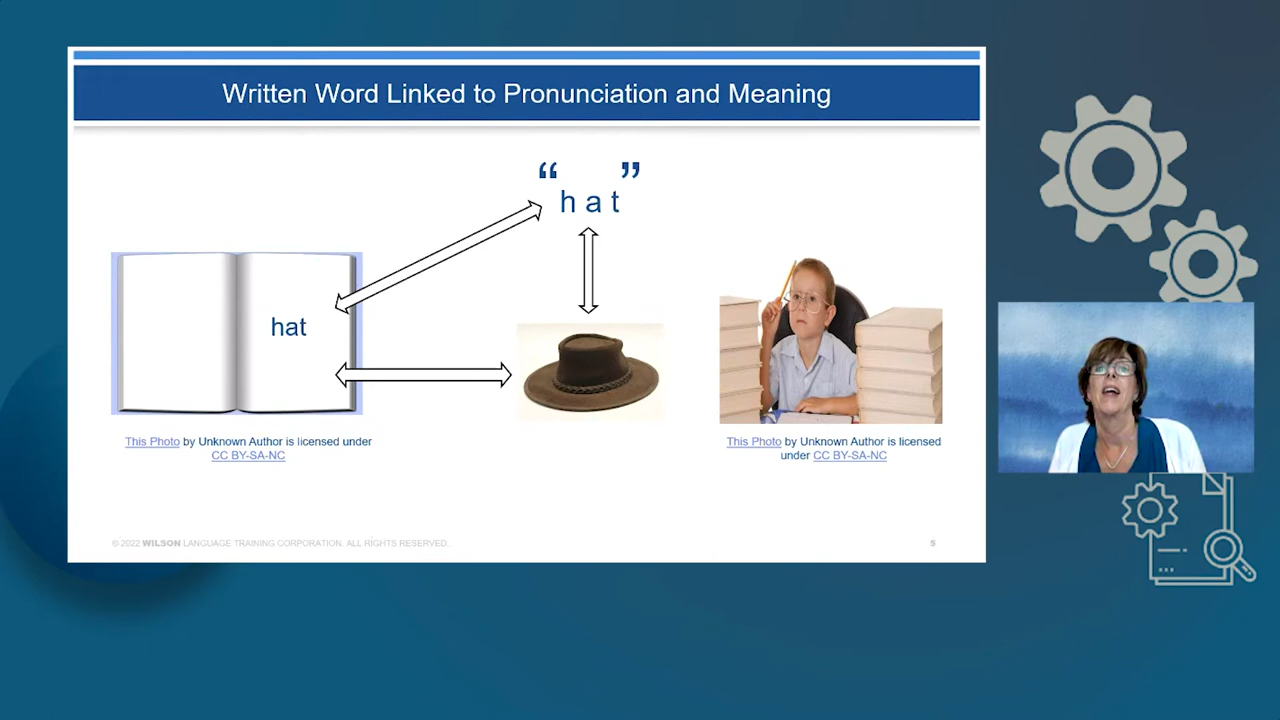 Written Word Linked to Pronunciation and Meaning
“ ”
h a t
hat
This Photo by Unknown Author is licensed under
CC BY-SA-NC
This Photo by Unknown Author is licensed
under CC BY-SA-NC
© 2022 WILSON LANGUAGE TRAINING CORPORATION. ALL RIGHTS RESERVED.
5